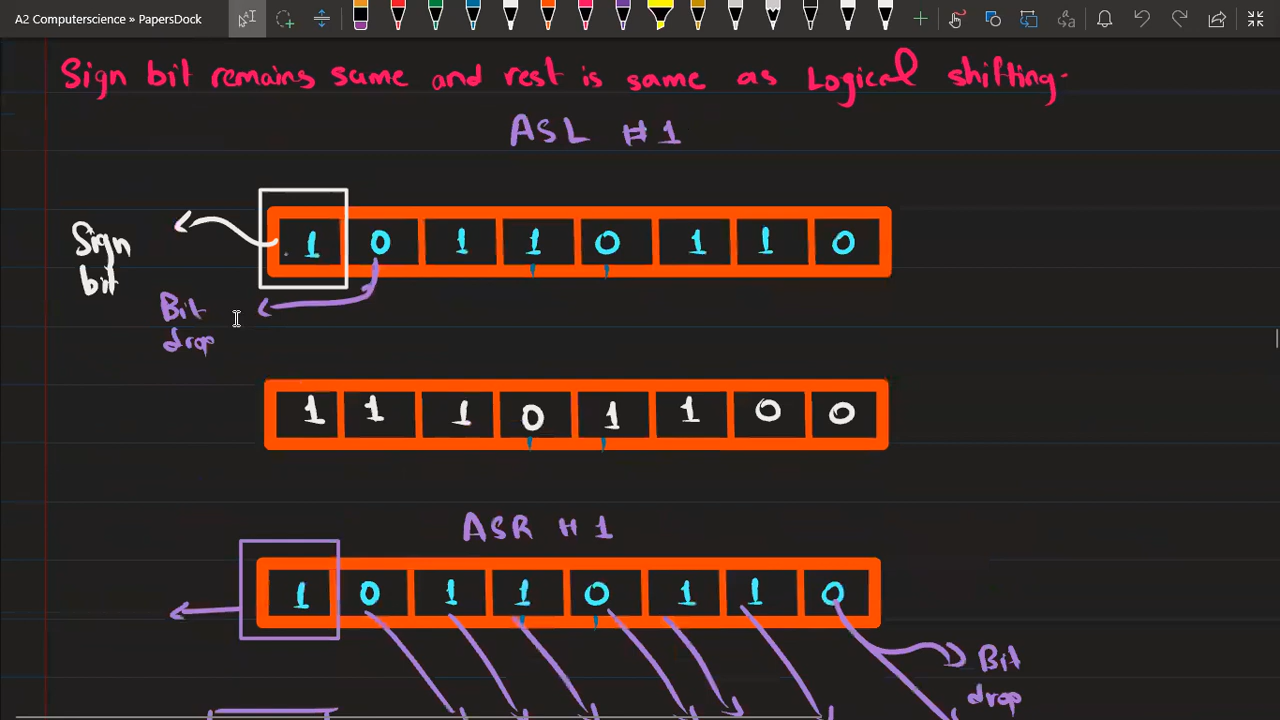 A2 Computerscience » PapersDock
Sign bit remains same and rest is same as Logical shifting.
ASL #1
1 0 1 1 0 1 1 0
Sign
bit
Bit
drop
1 1 1 0 1 1 0 0
ASR #1
1 0 1 1 0 1 1 0
Bit
drop